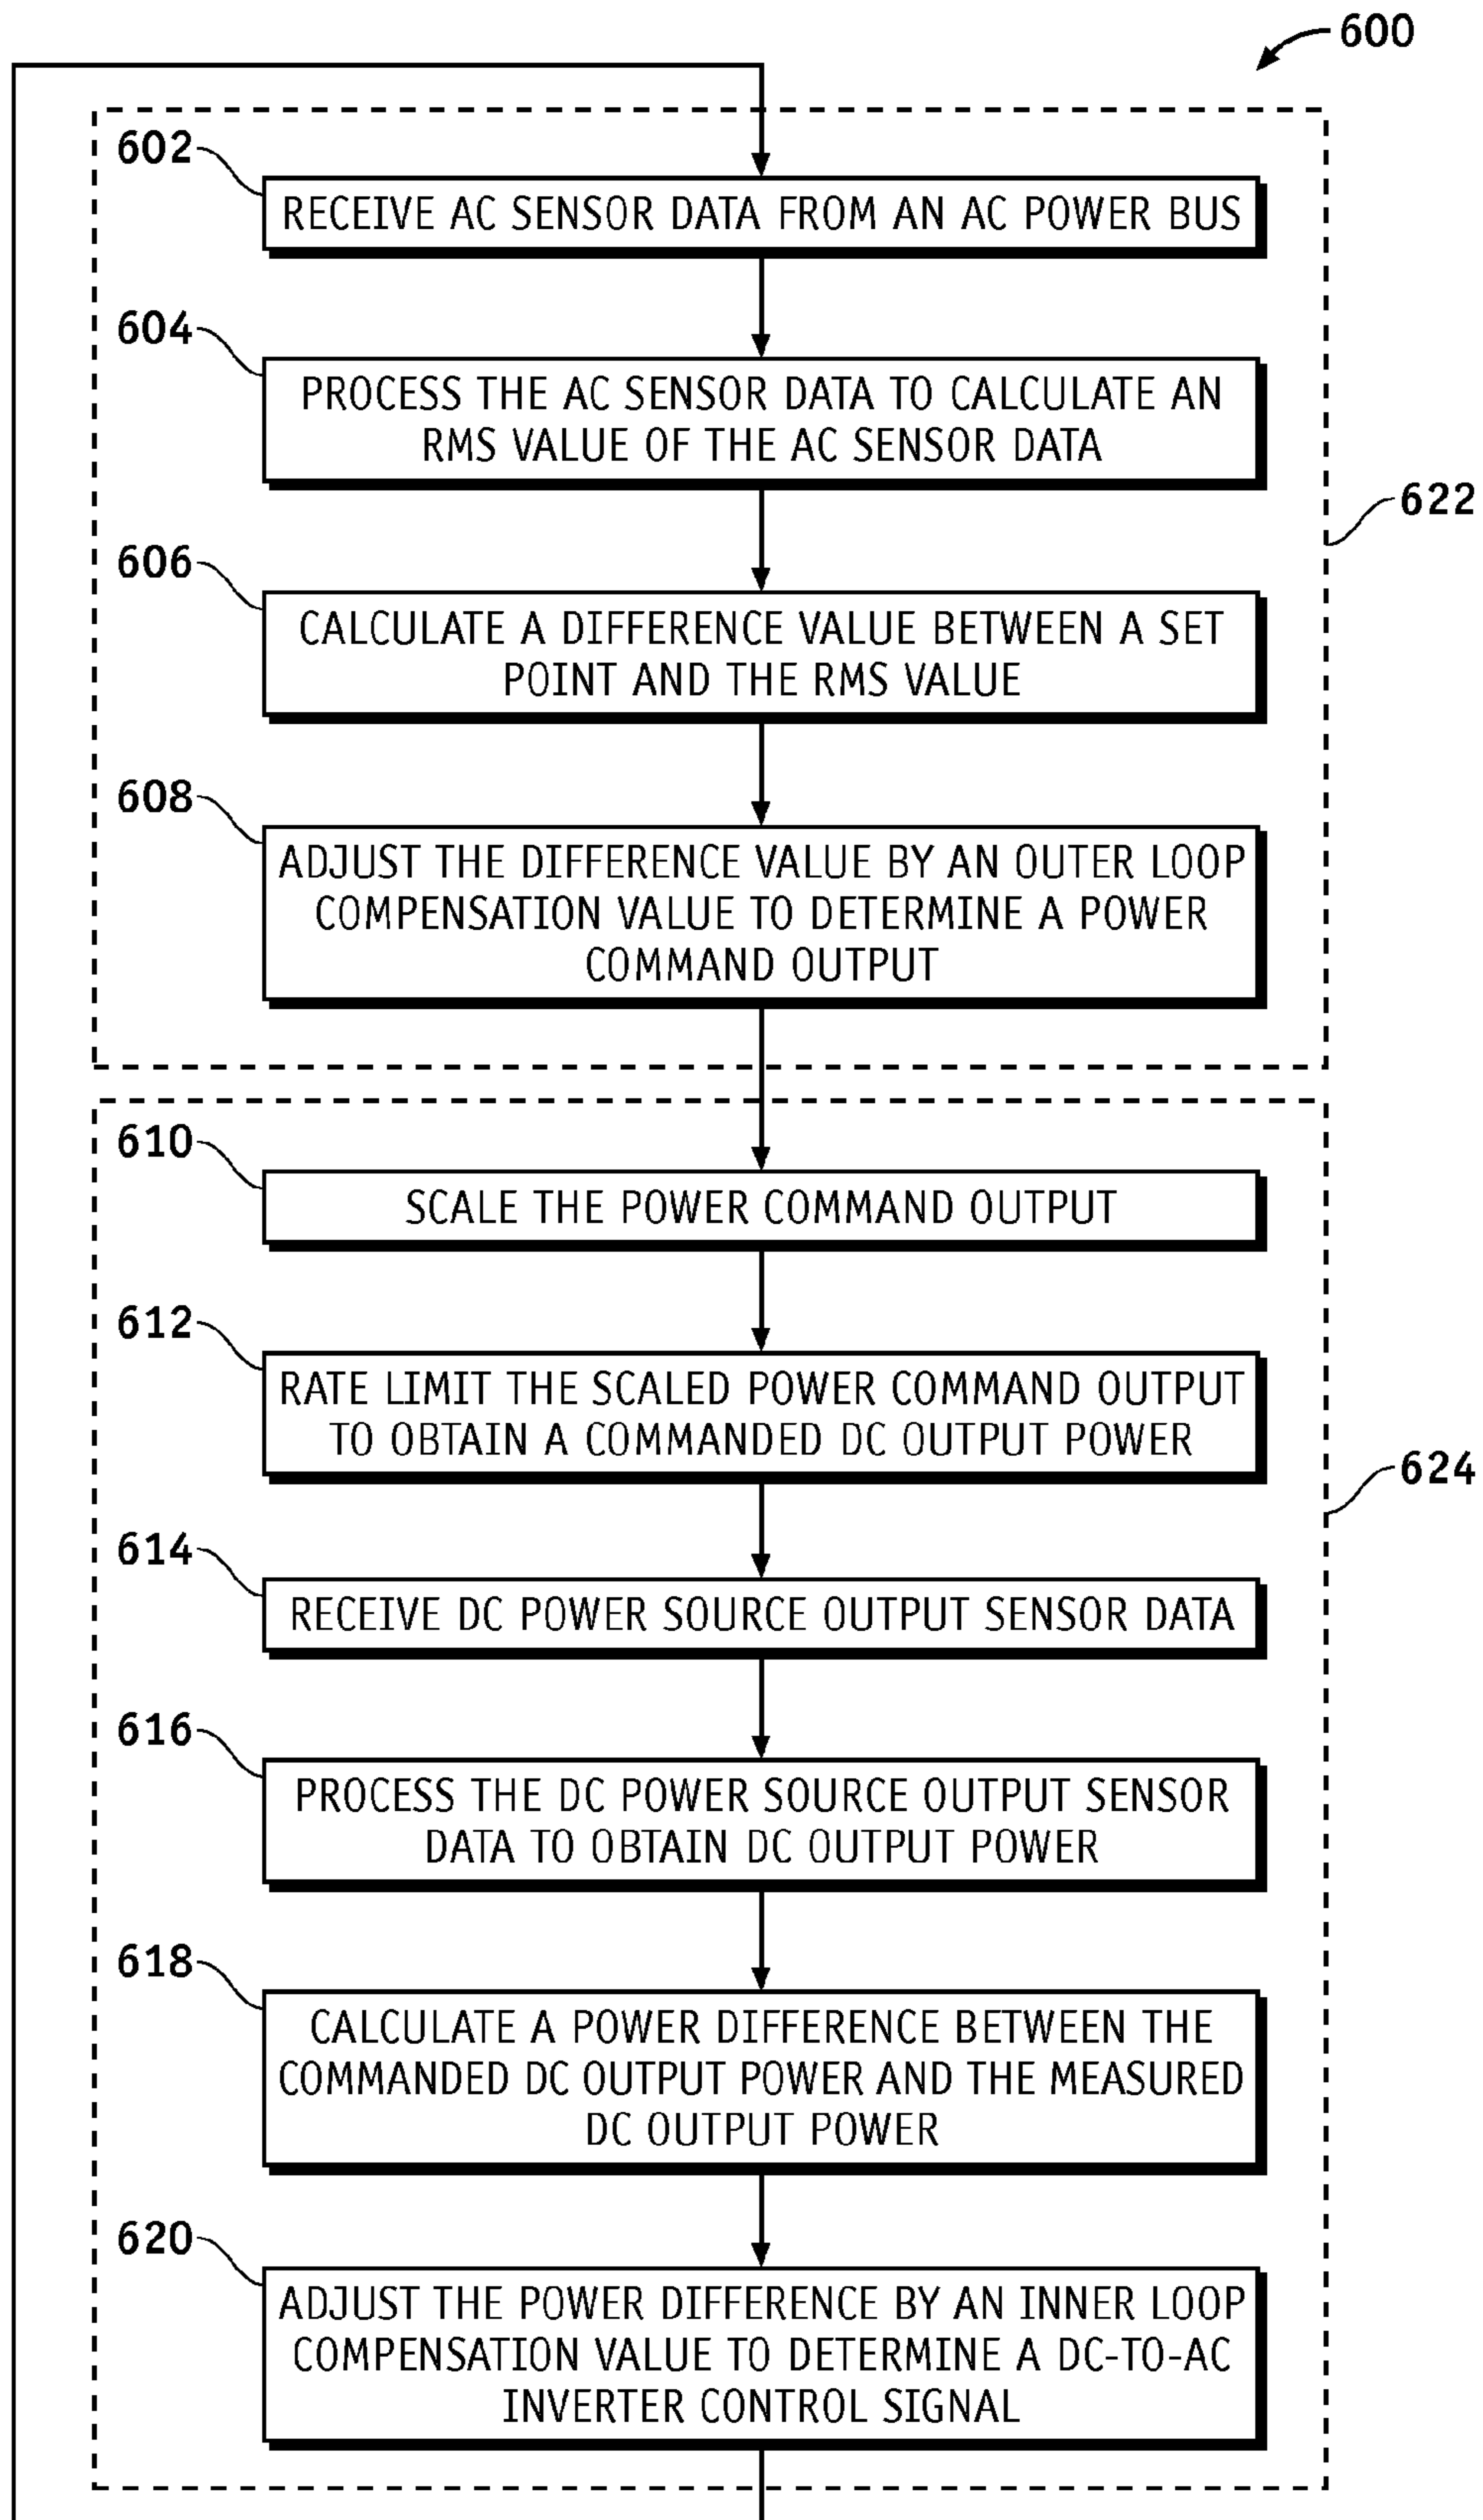 600
602
RECEIVE AC SENSOR DATA FROM AN AC POWER BUS
604
PROCESS THE AC SENSOR DATA TO CALCULATE AN
RMS VALUE OF THE AC SENSOR DATA
622
606
CALCULATE A DIFFERENCE VALUE BETWEEN A SET
POINT AND THE RMS VALUE
608
ADJUST THE DIFFERENCE VALUE BY AN OUTER LOOP
COMPENSATION VALUE TO DETERMINE A POWER
COMMAND OUTPUT
610
SCALE THE POWER COMMAND OUTPUT
612
RATE LIMIT THE SCALED POWER COMMAND OUTPUT
TO OBTAIN A COMMANDED DC OUTPUT POWER
624
614
RECEIVE DC POWER SOURCE OUTPUT SENSOR DATA
616
PROCESS THE DC POWER SOURCE OUTPUT SENSOR
DATA TO OBTAIN DC OUTPUT POWER
618
CALCULATE A POWER DIFFERENCE BETWEEN THE
COMMANDED DC OUTPUT POWER AND THE MEASURED
DC OUTPUT POWER
620
ADJUST THE POWER DIFFERENCE BY AN INNER LOOP
COMPENSATION VALUE TO DETERMINE A DC-TO-AC
INVERTER CONTROL SIGNAL